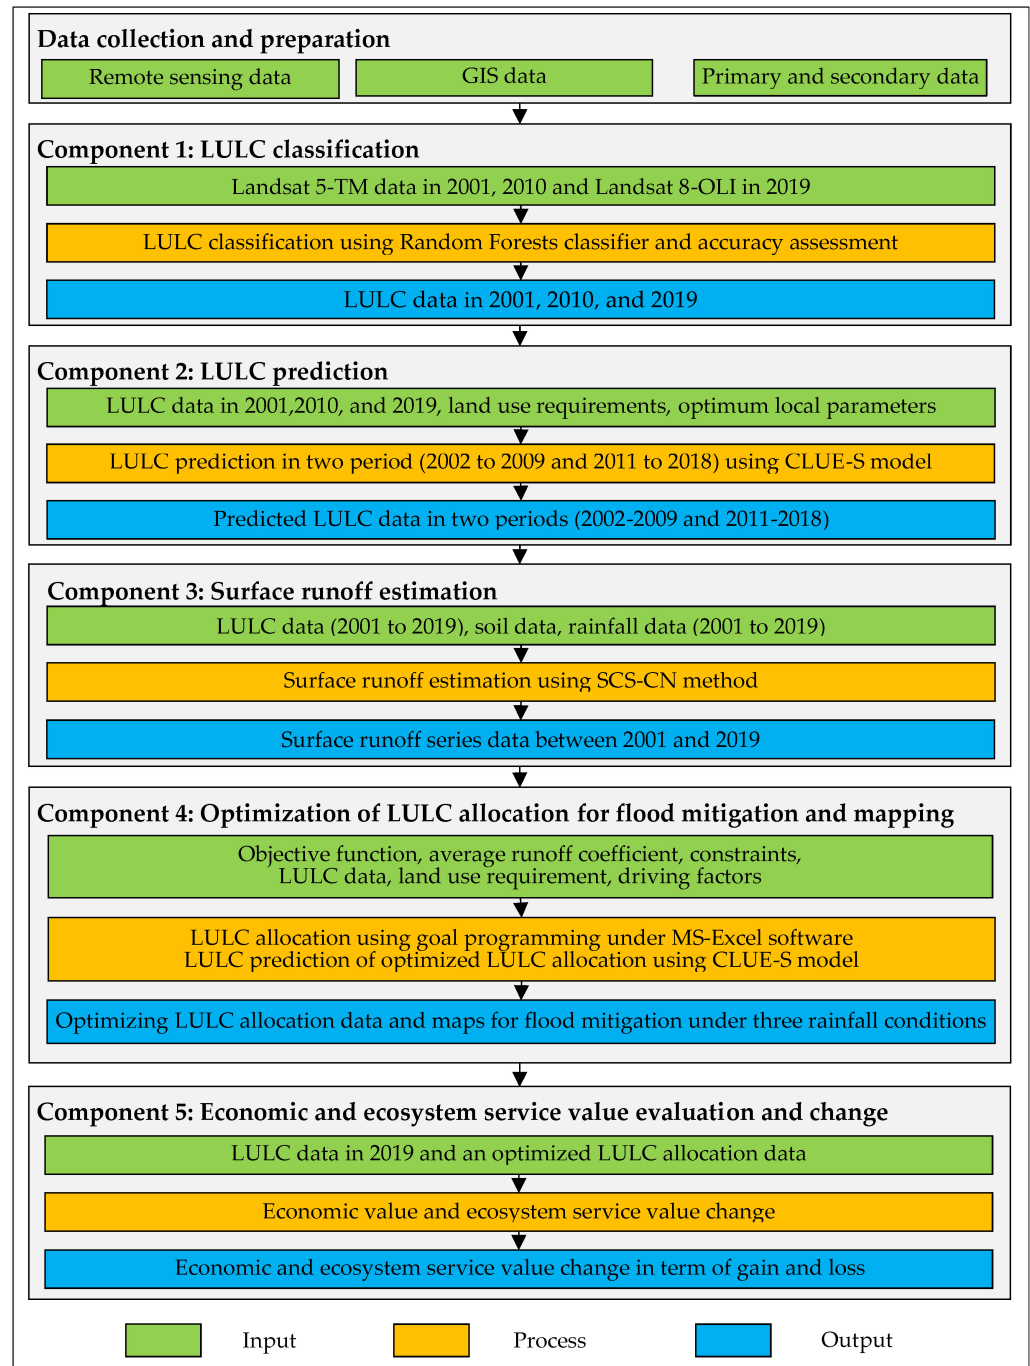 Data collection and preparation
Remote sensing data
GIS data
Primary and secondary data
Component 1: LULC classification
Landsat 5-TM data in 2001, 2010 and Landsat 8-OLI in 2019
LULC classification using Random Forests classifier and accuracy assessment
LULC data in 2001, 2010, and 2019
Component 2: LULC prediction
LULC data in 2001,2010, and 2019, land use requirements, optimum local parameters
LULC prediction in two period (2002 to 2009 and 2011 to 2018) using CLUE-S model
Predicted LULC data in two periods (2002-2009 and 2011-2018)
Component 3: Surface runoff estimation
LULC data (2001 to 2019), soil data, rainfall data (2001 to 2019)
Surface runoff estimation using SCS-CN method
Surface runoff series data between 2001 and 2019
Component 4: Optimization of LULC allocation for flood mitigation and mapping
Objective function, average runoff coefficient, constraints,
LULC data, land use requirement, driving factors
LULC allocation using goal programming under MS-Excel software
LULC prediction of optimized LULC allocation using CLUE-S model
Optimizing LULC allocation data and maps for flood mitigation under three rainfall conditions
Component 5: Economic and ecosystem service value evaluation and change
LULC data in 2019 and an optimized LULC allocation data
Economic value and ecosystem service value change
Economic and ecosystem service value change in term of gain and loss
Input
Process
Output